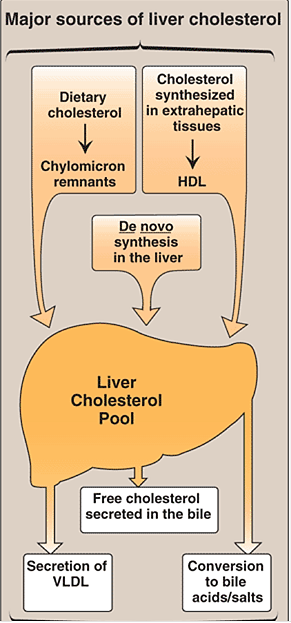 Major sources of liver cholesterol
Dietary
cholesterol
Chylomicron
remnants
Cholesterol
synthesized
in extrahepatic
tissues
HDL
De novo
synthesis
in the liver
Liver
Cholesterol
Pool
Free cholesterol
secreted in the bile
Secretion of
VLDL
Conversion
to bile
acids/salts